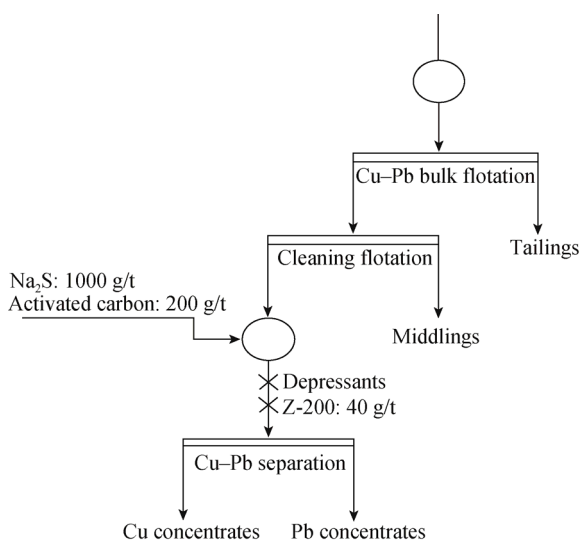 Cu–Pb bulk flotation
Tailings
Cleaning flotation
Na₂S: 1000 g/t
Activated carbon: 200 g/t
Middlings
Depressants
Z-200: 40 g/t
Cu–Pb separation
Cu concentrates
Pb concentrates